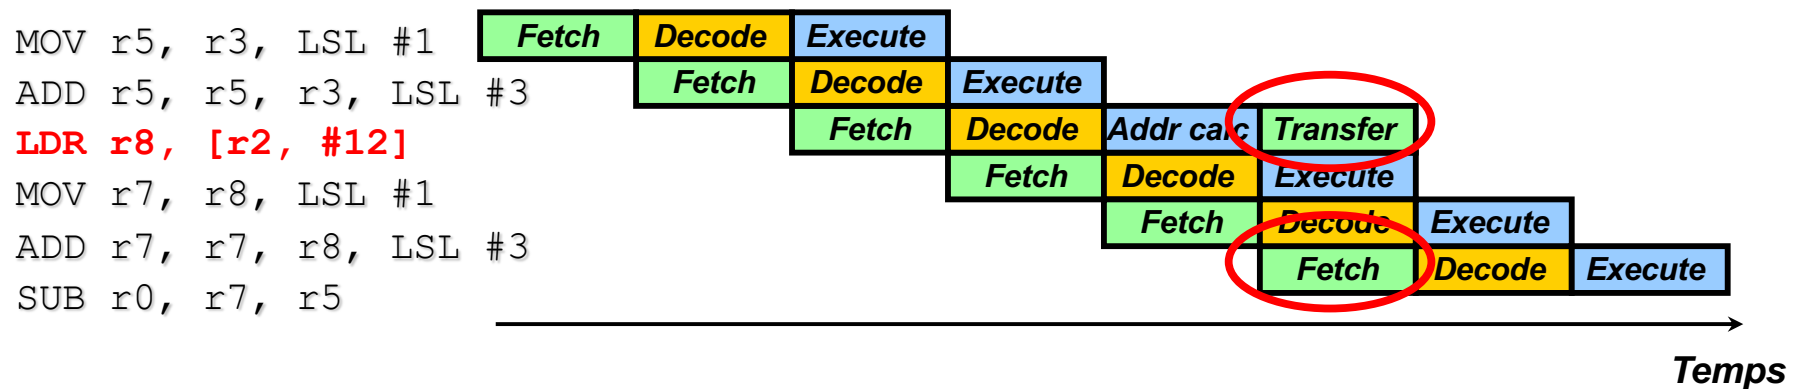 MOV r5, r3, LSL #1 Fetch Decode Execute
ADD r5, r5, r3, LSL #3 Fetch Decode Execute
LDR r8, [r2, #12] Fetch Decode Addr calc Transfer
MOV r7, r8, LSL #1 Fetch Decode Execute
ADD r7, r7, r8, LSL #3 Fetch Decode Execute
SUB r0, r7, r5 Fetch Decode Execute
Temps